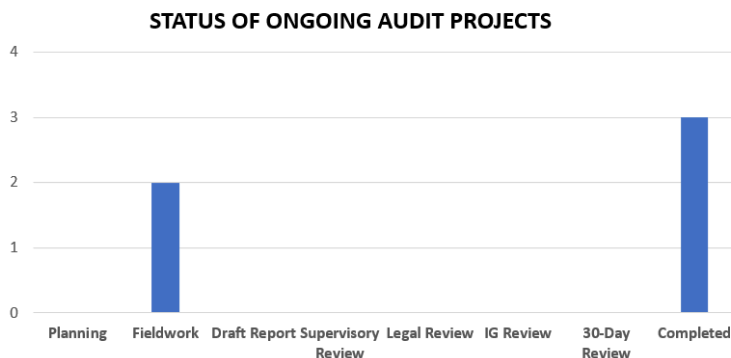 STATUS OF ONGOING AUDIT PROJECTS
4
3
2
1
0
Planning Fieldwork Draft Report Supervisory Legal Review IG Review 30-Day Completed
Review Review